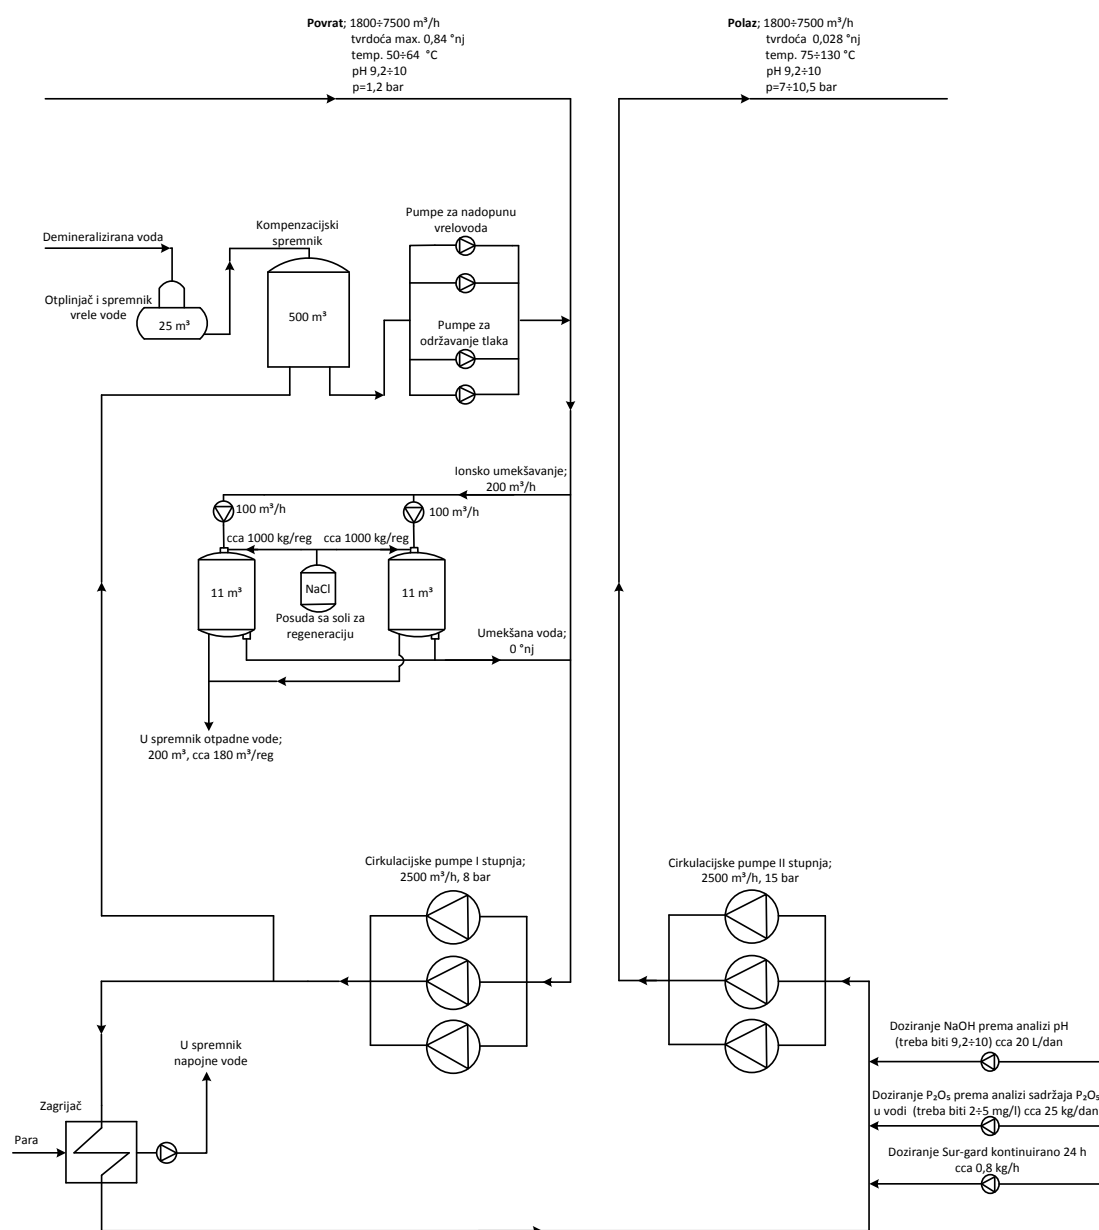 Povrat; 1800÷7500 m³/h
tvrdoća max. 0,84 °nj
temp. 50÷64 °C
pH 9,2÷10
p=1,2 bar
Polaz; 1800÷7500 m³/h
tvrdoća 0,028 °nj
temp. 75÷130 °C
pH 9,2÷10
p=7÷10,5 bar
Demineralizirana voda
Kompenzacijski
spremnik
Pumpe za nadopunu
vrelovoda
Otplinjač i spremnik
vrele vode
25 m³
500 m³
Pumpe za
održavanje tlaka
Ionsko umekšavanje;
200 m³/h
100 m³/h
100 m³/h
cca 1000 kg/reg
cca 1000 kg/reg
11 m³
NaCl
11 m³
Posuda sa soli za
regeneraciju
Umekšana voda;
0 °nj
U spremnik otpadne vode;
200 m³, cca 180 m³/reg
Cirkulacijske pumpe I stupnja;
2500 m³/h, 8 bar
Cirkulacijske pumpe II stupnja;
2500 m³/h, 15 bar
U spremnik
napojne vode
Zagrijač
Para
Doziranje NaOH prema analizi pH
(treba biti 9,2÷10) cca 20 L/dan
Doziranje P₂O₅ prema analizi sadržaja P₂O₅
u vodi (treba biti 2÷5 mg/l) cca 25 kg/dan
Doziranje Sur-gard kontinuirano 24 h
cca 0,8 kg/h